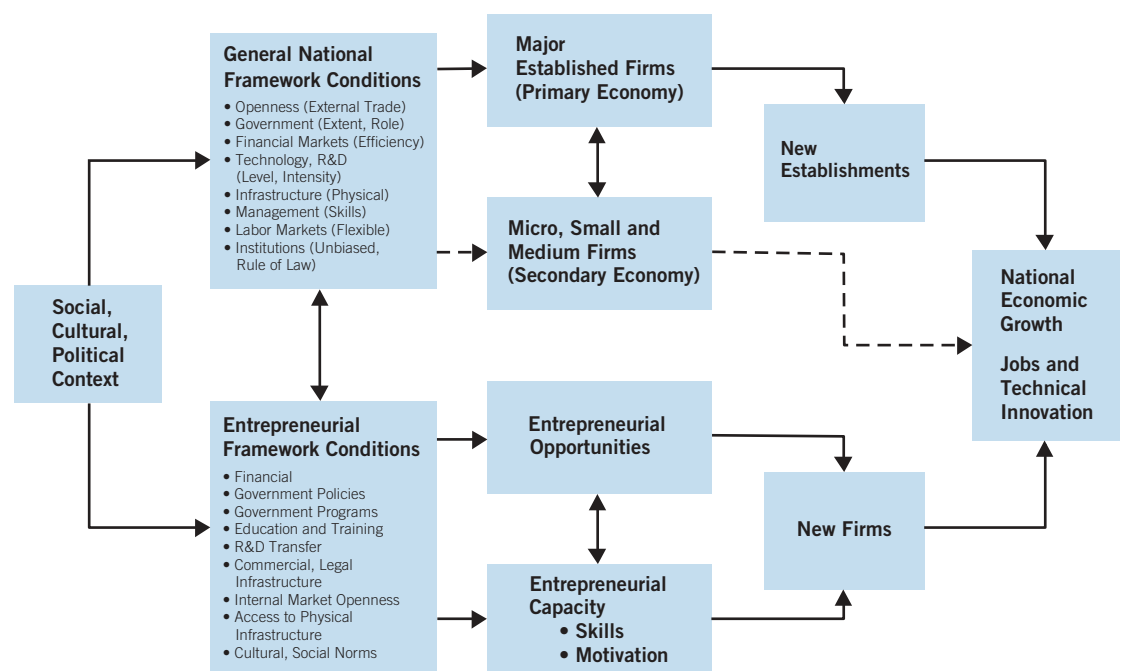 Social,
Cultural,
Political
Context
General National
Framework Conditions
• Openness (External Trade)
• Government (Extent, Role)
• Financial Markets (Efficiency)
• Technology, R&D
(Level, Intensity)
• Infrastructure (Physical)
• Management (Skills)
• Labor Markets (Flexible)
• Institutions (Unbiased,
Rule of Law)
Major
Established Firms
(Primary Economy)
Micro, Small and
Medium Firms
(Secondary Economy)
New
Establishments
Entrepreneurial
Framework Conditions
• Financial
• Government Policies
• Government Programs
• Education and Training
• R&D Transfer
• Commercial, Legal
Infrastructure
• Internal Market Openness
• Access to Physical
Infrastructure
• Cultural, Social Norms
Entrepreneurial
Opportunities
Entrepreneurial
Capacity
• Skills
• Motivation
New Firms
National
Economic
Growth
Jobs and
Technical
Innovation